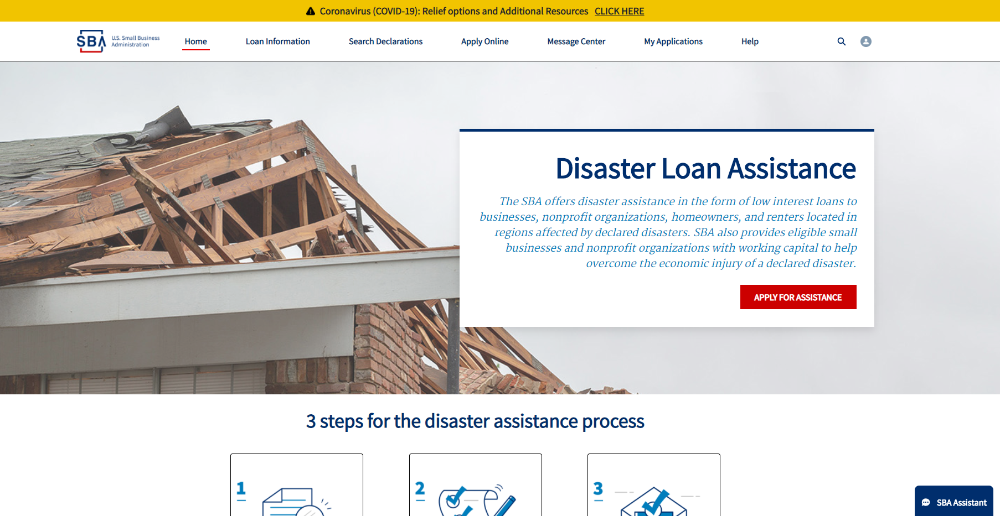 Coronavirus (COVID-19): Relief options and Additional Resources CLICK HERE
SBA U.S. Small Business
Administration
Home Loan Information Search Declarations Apply Online Message Center My Applications Help
Disaster Loan Assistance
The SBA offers disaster assistance in the form of low interest loans to
businesses, nonprofit organizations, homeowners, and renters located in
regions affected by declared disasters. SBA also provides eligible small
businesses and nonprofit organizations with working capital to help
overcome the economic injury of a declared disaster.
APPLY FOR ASSISTANCE
3 steps for the disaster assistance process
1 2 3
SBA Assistant